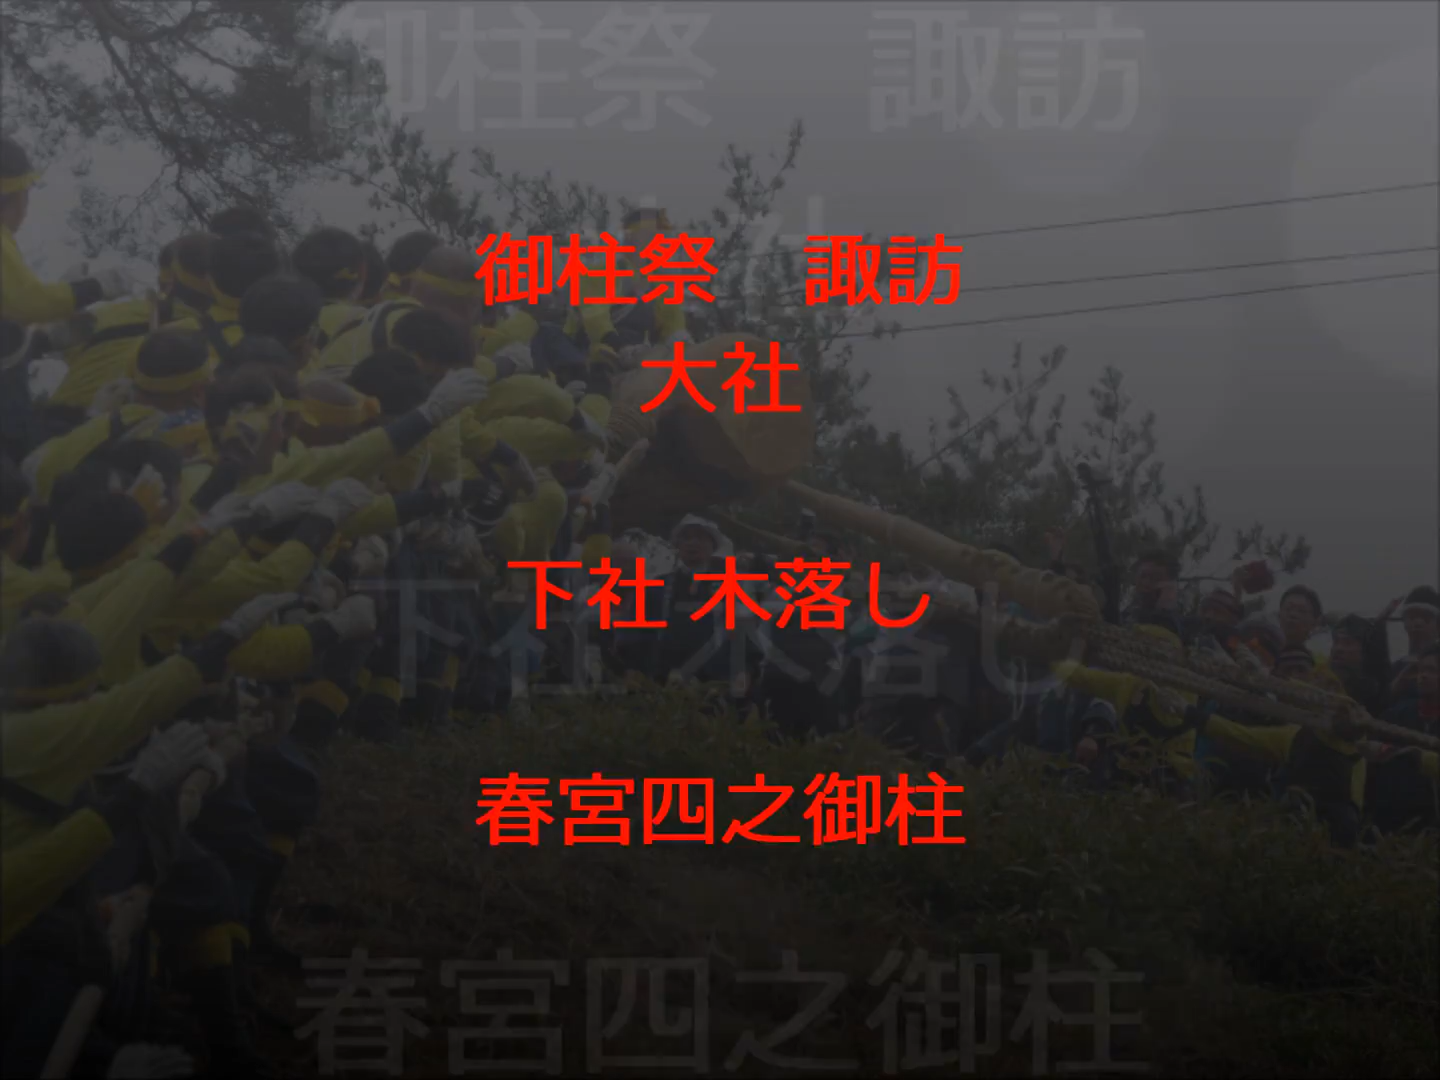 御柱祭　諏訪
大社
下社 木落し
春宮四之御柱